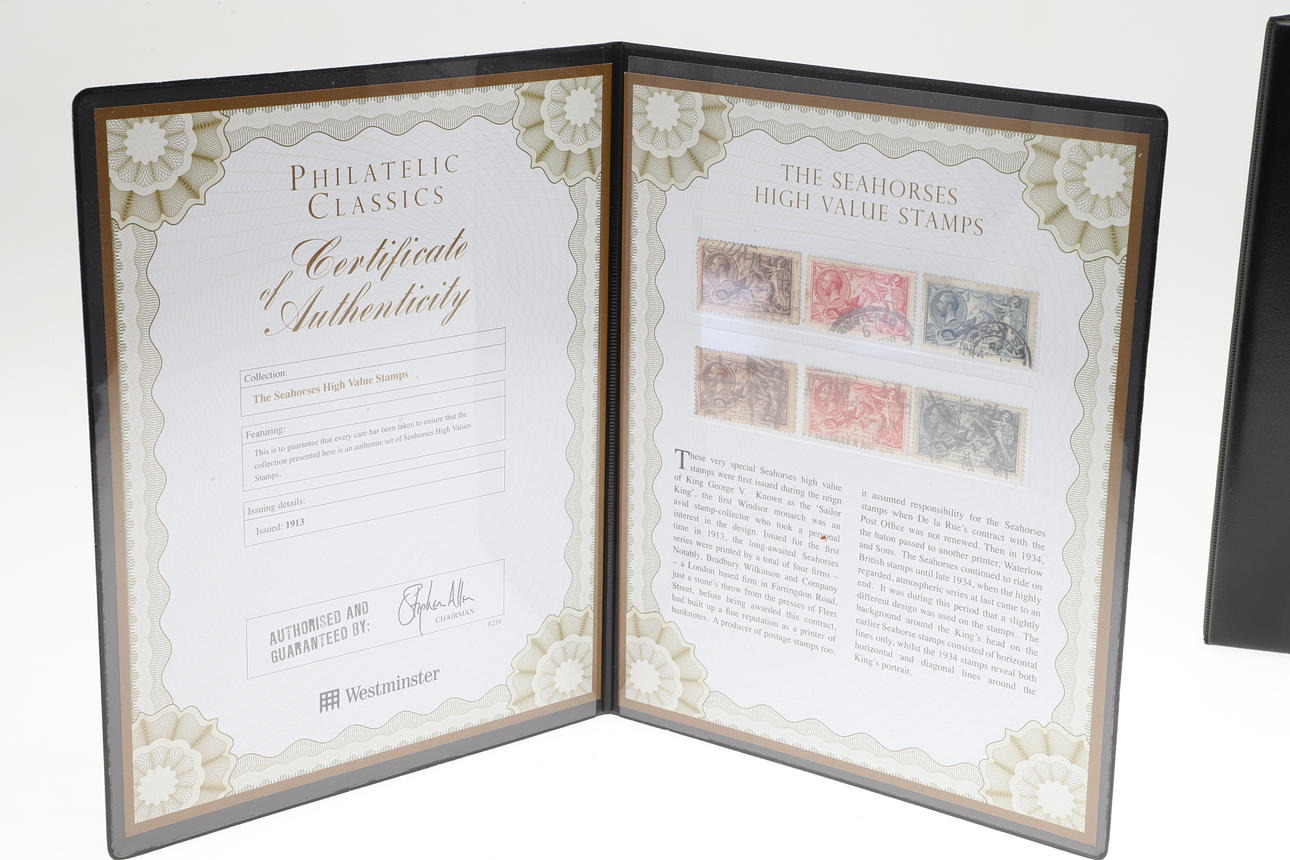 PHILATELIC
CLASSICS
Certificate
of Authenticity
Collection:
The Seahorses High Value Stamps
Featuring:
This is to guarantee that every care has been taken to ensure that the
collection presented here is an authentic set of Seahorses High Values
Stamps.
Issuing details:
Issued: 1913
AUTHORISED AND
GUARANTEED BY:
Stephen Allen
CHAIRMAN
E216
Westminster
THE SEAHORSES
HIGH VALUE STAMPS
These very special Seahorses high value
stamps were first issued during the reign
of King George V. Known as the 'Sailor
King', the first Windsor monarch was an
avid stamp-collector who took a personal
interest in the design. Issued for the first
time in 1913, the long-awaited Seahorses
series were printed by a total of four firms –
Notably, Bradbury Wilkinson and Company
– a London based firm in Farringdon Road,
just a stone's throw from the presses of Fleet
Street, before being awarded this contract,
had built up a fine reputation as a printer of
banknotes. A producer of postage stamps too,
it assumed responsibility for the Seahorses
stamps when De la Rue's contract with the
Post Office was not renewed. Then in 1934,
the baton passed to another printer, Waterlow
and Sons. The Seahorses continued to ride on
British stamps until late 1934, when the highly
regarded, atmospheric series at last came to an
end. It was during this period that a slightly
different design was used on the stamps. The
background around the King's head on the
earlier Seahorse stamps consisted of horizontal
lines only, whilst the 1934 stamps reveal both
horizontal and diagonal lines around the
King's portrait.